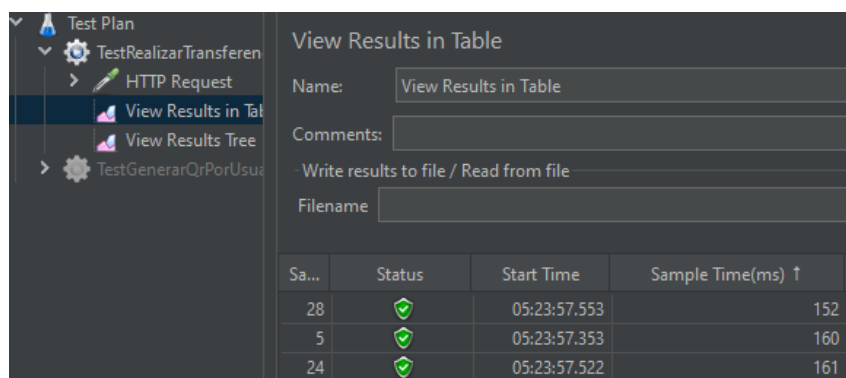 Test Plan
TestRealizarTransferen
HTTP Request
View Results in Tab
View Results Tree
TestGenerarQrPorUsua
View Results in Table
Name: View Results in Table
Comments:
Write results to file / Read from file
Filename
Sa... Status Start Time Sample Time(ms) ↑
28 05:23:57.553 152
5 05:23:57.353 160
24 05:23:57.522 161